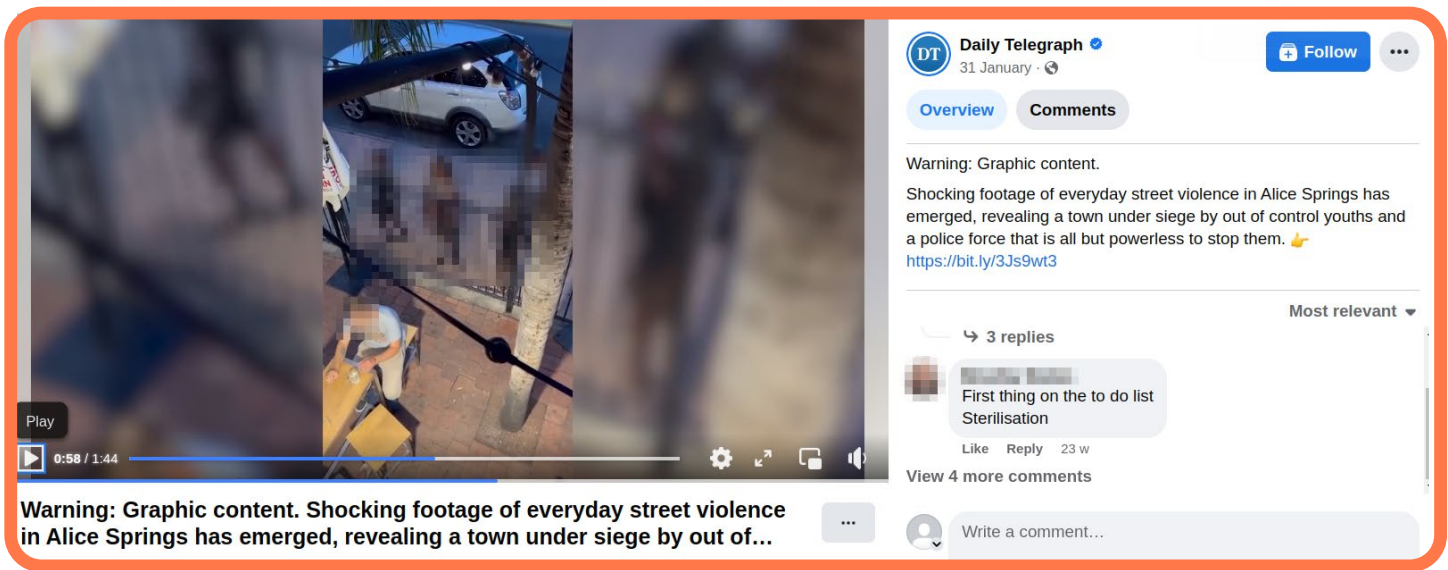 DT
Daily Telegraph
31 January ·
Follow
Overview
Comments
Warning: Graphic content.
Shocking footage of everyday street violence in Alice Springs has
emerged, revealing a town under siege by out of control youths and
a police force that is all but powerless to stop them. 👉
https://bit.ly/3Js9wt3
Most relevant
3 replies
First thing on the to do list
Sterilisation
Like Reply 23 w
View 4 more comments
Write a comment…
Play
0:58 / 1:44
Warning: Graphic content. Shocking footage of everyday street violence
in Alice Springs has emerged, revealing a town under siege by out of…